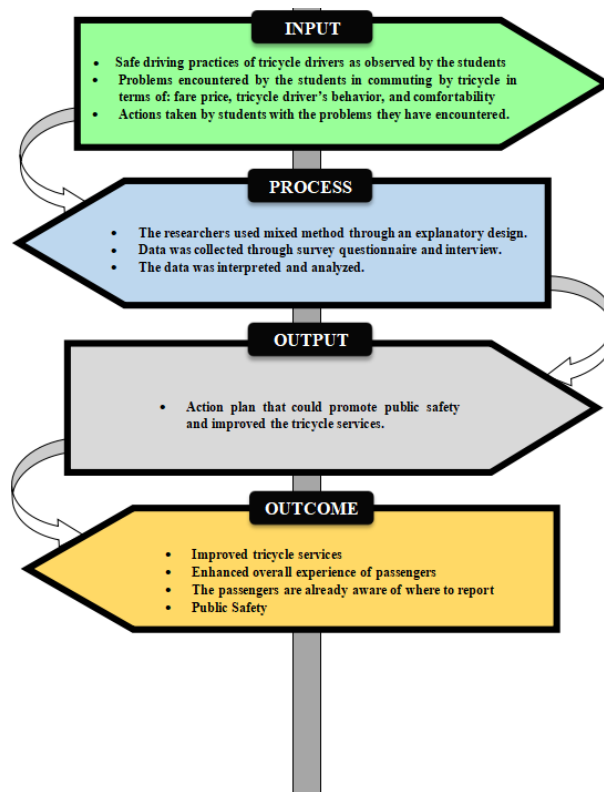 INPUT
• Safe driving practices of tricycle drivers as observed by the students
• Problems encountered by the students in commuting by tricycle in
terms of: fare price, tricycle driver's behavior, and comfortability
• Actions taken by students with the problems they have encountered.
PROCESS
• The researchers used mixed method through an explanatory design.
• Data was collected through survey questionnaire and interview.
• The data was interpreted and analyzed.
OUTPUT
• Action plan that could promote public safety
and improved the tricycle services.
OUTCOME
• Improved tricycle services
• Enhanced overall experience of passengers
• The passengers are already aware of where to report
• Public Safety